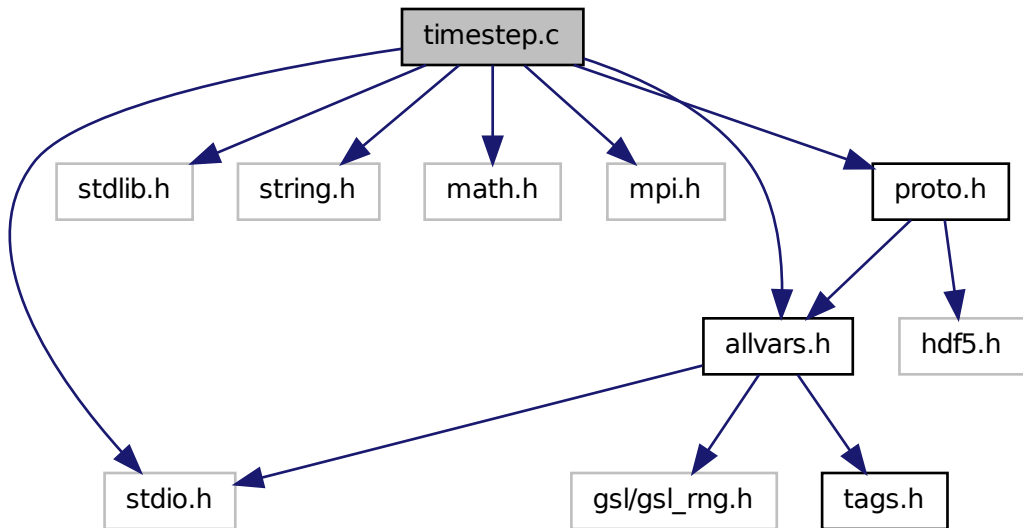 timestep.c
stdlib.h
string.h
math.h
mpi.h
proto.h
allvars.h
hdf5.h
stdio.h
gsl/gsl_rng.h
tags.h